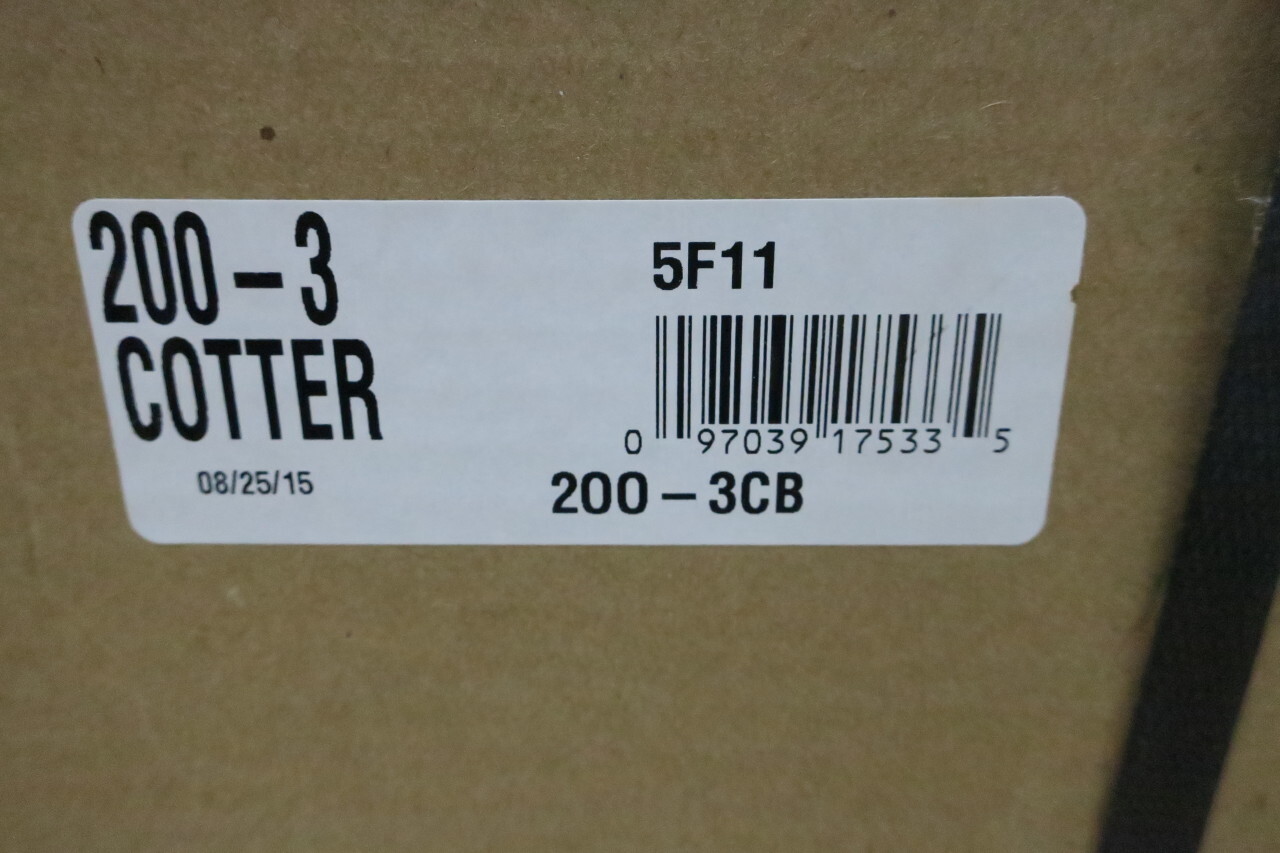 200-3
COTTER
08/25/15
5F11
0 97039 17533 5
200-3CB